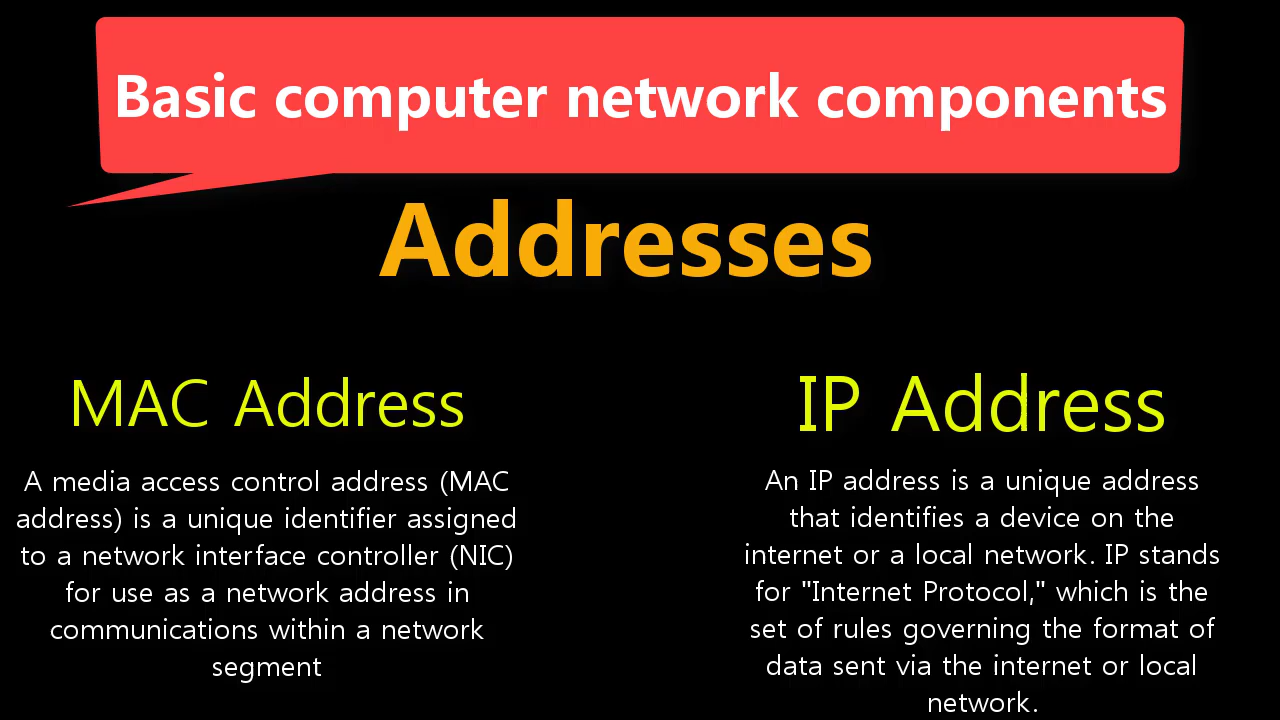 Basic computer network components
Addresses
MAC Address
A media access control address (MAC
address) is a unique identifier assigned
to a network interface controller (NIC)
for use as a network address in
communications within a network
segment
IP Address
An IP address is a unique address
that identifies a device on the
internet or a local network. IP stands
for "Internet Protocol," which is the
set of rules governing the format of
data sent via the internet or local
network.